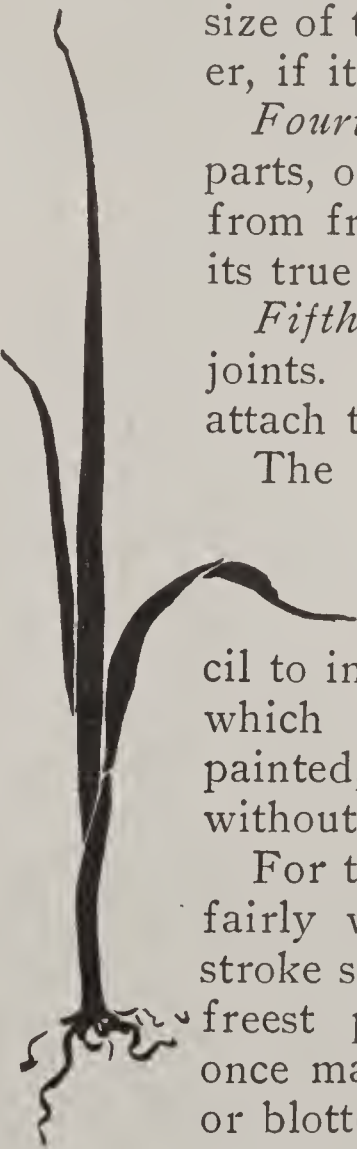 size of
er, if it
parts, o
from fr
its true
Fifth
joints.
attach t
The
cil to in
which
painted,
without
For t
fairly v
stroke s
freest p
once ma
or blott